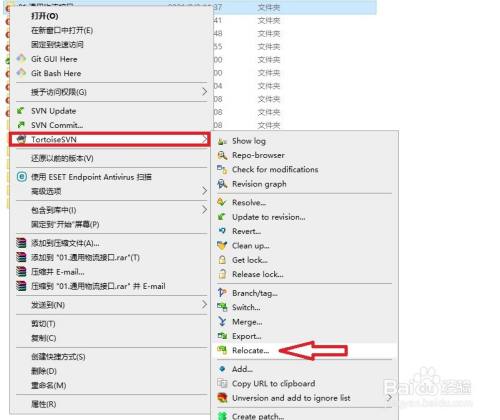 打开(O)
在新窗口中打开(E)
固定到快速访问
Git GUI Here
Git Bash Here
授予访问权限(G)
SVN Update
SVN Commit...
TortoiseSVN
还原以前的版本(V)
使用 ESET Endpoint Antivirus 扫描
高级选项
包含到库中(I)
固定到"开始"屏幕(P)
添加到压缩文件(A)...
添加到 "01.通用物流接口.rar"(T)
压缩并 E-mail...
压缩到 "01.通用物流接口.rar" 并 E-mail
发送到(N)
剪切(T)
复制(C)
创建快捷方式(S)
删除(D)
重命名(M)
属性(R)
37 文件夹
41 文件夹
48 文件夹
55 文件夹
00 文件夹
00 文件夹
00 文件夹
08 文件夹
08 文件夹
Show log
Repo-browser
Check for modifications
Revision graph
Resolve...
Update to revision...
Revert...
Clean up...
Get lock...
Release lock...
Branch/tag...
Switch...
Merge...
Export...
Relocate...
Add...
Copy URL to clipboard
Unversion and add to ignore list
Create patch...
Baidu 经验